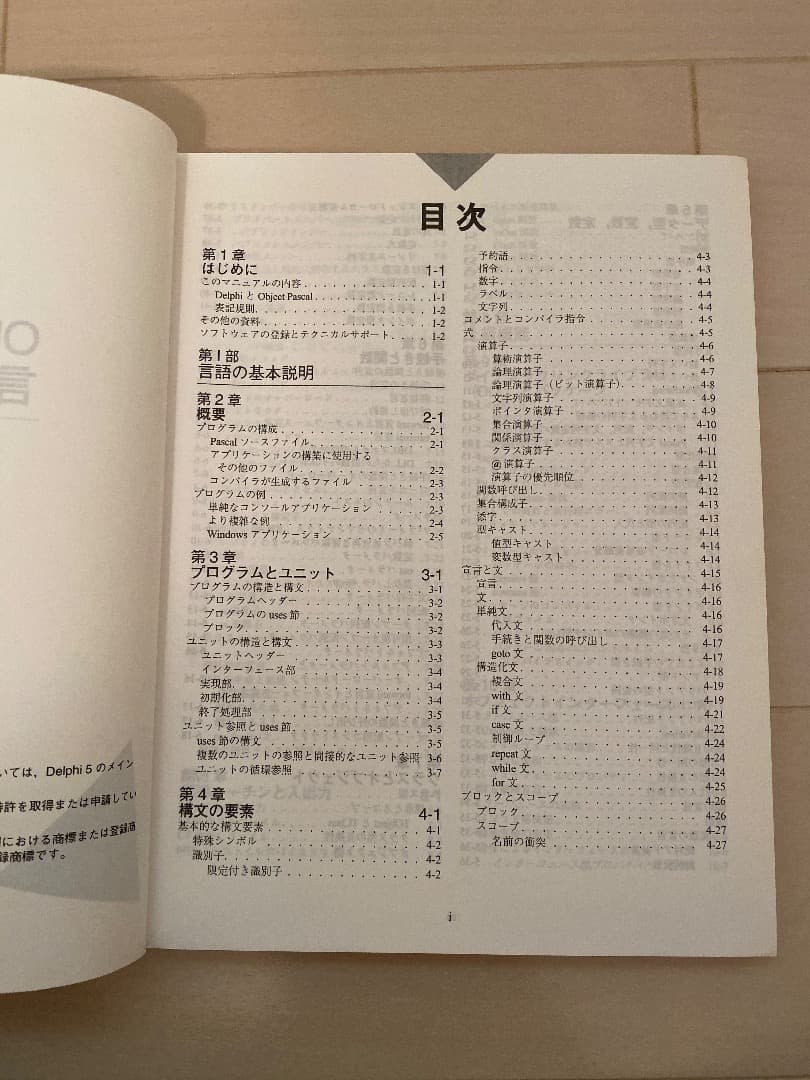 目次
第1章
はじめに 1-1
このマニュアルの内容 1-1
Delphi と Object Pascal 1-1
表記規則 1-2
その他の資料 1-2
ソフトウェアの登録とテクニカルサポート 1-2
第I部
言語の基本説明
第2章
概要 2-1
プログラムの構成 2-1
Pascal ソースファイル 2-1
アプリケーションの構築に使用する
その他のファイル 2-2
コンパイラが生成するファイル 2-3
プログラムの例 2-3
単純なコンソールアプリケーション 2-3
より複雑な例 2-4
Windows アプリケーション 2-5
第3章
プログラムとユニット 3-1
プログラムの構造と構文 3-1
プログラムヘッダー 3-2
プログラムの uses 節 3-2
ブロック 3-2
ユニットの構造と構文 3-3
ユニットヘッダー 3-3
インターフェース部 3-4
実現部 3-4
初期化部 3-4
終了処理部 3-5
ユニット参照と uses 節 3-5
uses 節の構文 3-5
複数のユニットの参照と間接的なユニット参照 3-6
ユニットの循環参照 3-7
第4章
構文の要素 4-1
基本的な構文要素 4-1
特殊シンボル 4-2
識別子 4-2
限定付き識別子 4-2
予約語 4-3
指令 4-3
数字 4-4
ラベル 4-4
文字列 4-4
コメントとコンパイラ指令 4-5
式 4-5
演算子 4-6
算術演算子 4-6
論理演算子 4-7
論理演算子（ビット演算子） 4-8
文字列演算子 4-9
ポインタ演算子 4-9
集合演算子 4-10
関係演算子 4-10
クラス演算子 4-11
@ 演算子 4-11
演算子の優先順位 4-12
関数呼び出し 4-12
集合構成子 4-13
添字 4-13
型キャスト 4-14
値型キャスト 4-14
変数型キャスト 4-14
宣言と文 4-15
宣言 4-16
文 4-16
単純文 4-16
代入文 4-16
手続きと関数の呼び出し 4-17
goto 文 4-17
構造化文 4-18
複合文 4-19
with 文 4-19
if 文 4-21
case 文 4-22
制御ループ 4-24
repeat 文 4-24
while 文 4-24
for 文 4-25
ブロックとスコープ 4-26
ブロック 4-26
スコープ 4-27
名前の衝突 4-27
i
いては，Delphi 5 のメイン
特許を取得または申請してい
における商標または登録商
録商標です。